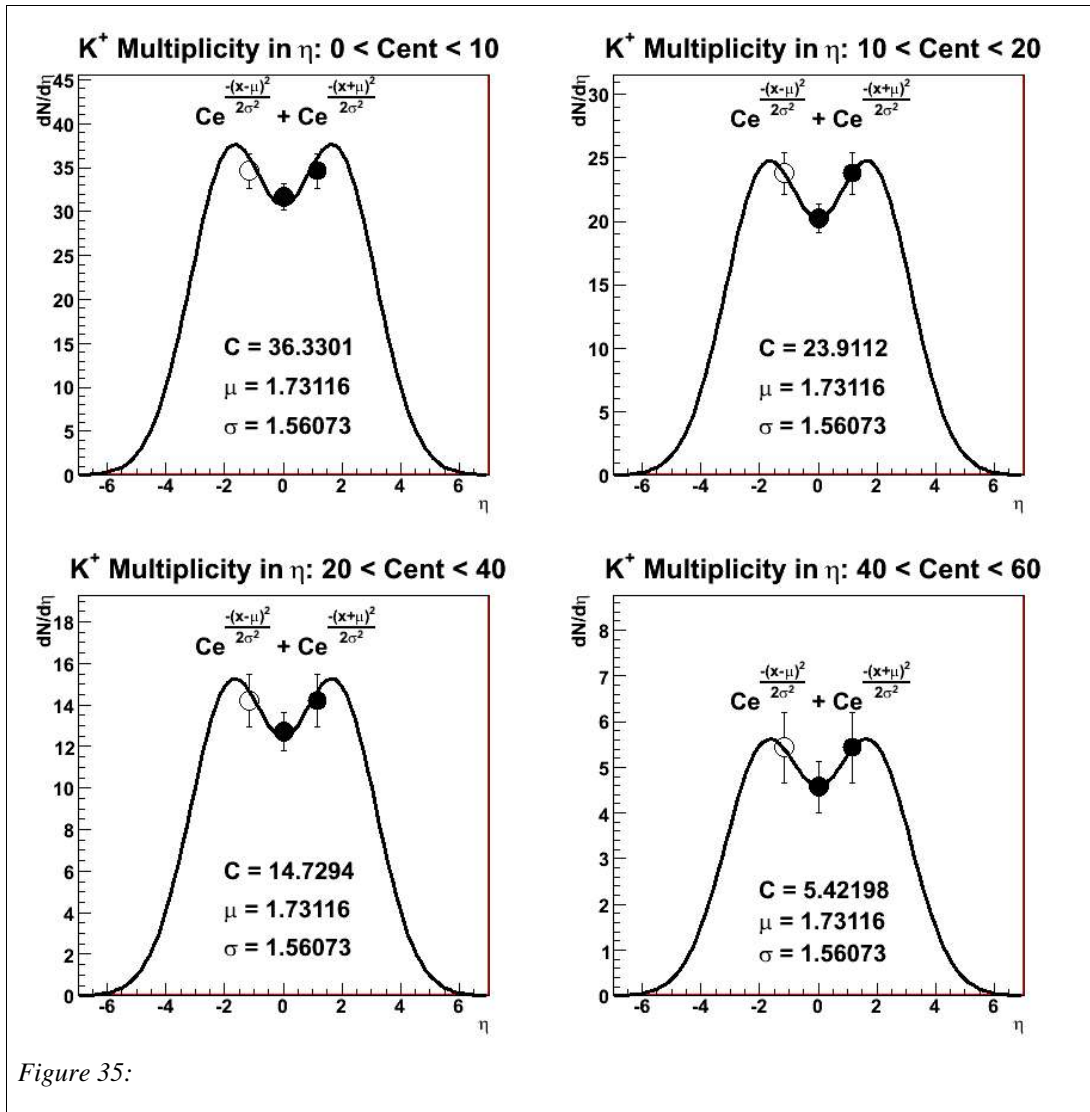 K⁺ Multiplicity in η: 0 < Cent < 10
dN/dη
Ce^{-(x-μ)²/2σ²} + Ce^{-(x+μ)²/2σ²}
45
40
35
30
25
20
15
10
5
0
C = 36.3301
μ = 1.73116
σ = 1.56073
-6 -4 -2 0 2 4 6
η
K⁺ Multiplicity in η: 10 < Cent < 20
dN/dη
Ce^{-(x-μ)²/2σ²} + Ce^{-(x+μ)²/2σ²}
30
25
20
15
10
5
0
C = 23.9112
μ = 1.73116
σ = 1.56073
-6 -4 -2 0 2 4 6
η
K⁺ Multiplicity in η: 20 < Cent < 40
dN/dη
Ce^{-(x-μ)²/2σ²} + Ce^{-(x+μ)²/2σ²}
18
16
14
12
10
8
6
4
2
0
C = 14.7294
μ = 1.73116
σ = 1.56073
-6 -4 -2 0 2 4 6
η
K⁺ Multiplicity in η: 40 < Cent < 60
dN/dη
Ce^{-(x-μ)²/2σ²} + Ce^{-(x+μ)²/2σ²}
8
7
6
5
4
3
2
1
0
C = 5.42198
μ = 1.73116
σ = 1.56073
-6 -4 -2 0 2 4 6
η
Figure 35: